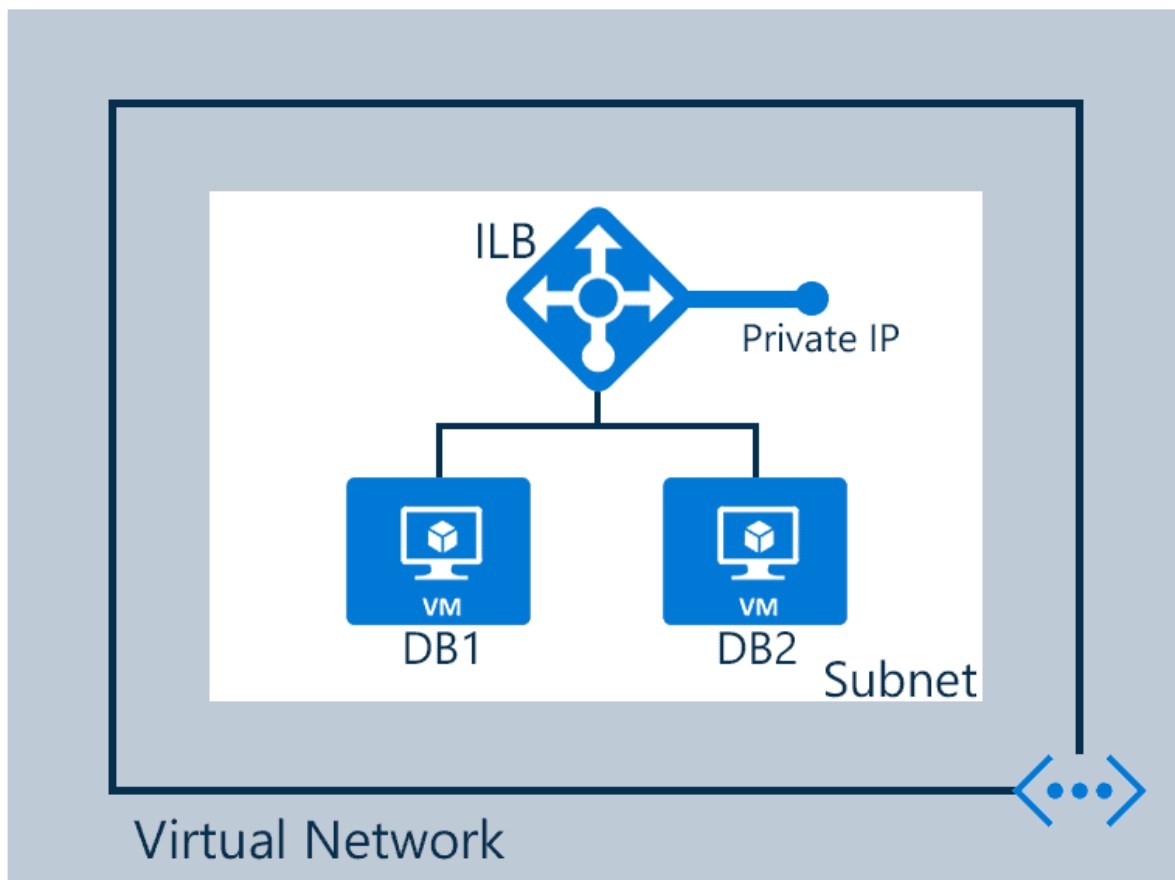 ILB
Private IP
VM
VM
DB1
DB2
Subnet
Virtual Network